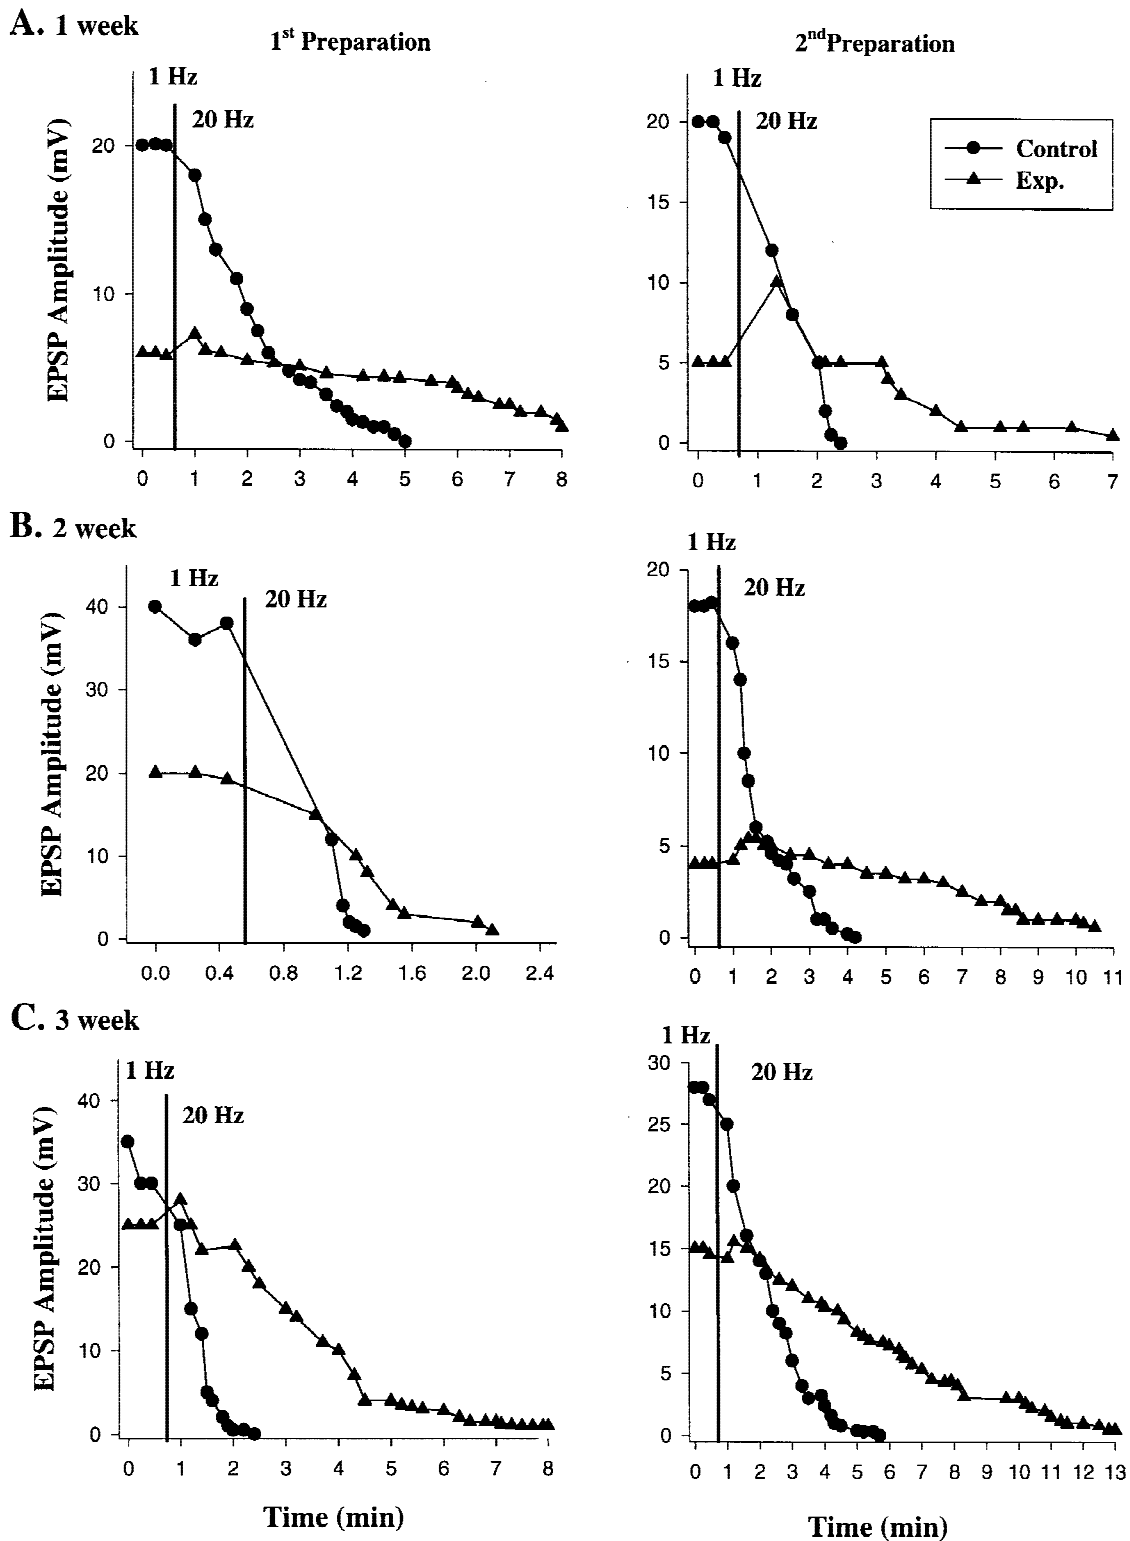 A. 1 week
1st Preparation
2ndPreparation
1 Hz
20 Hz
EPSP Amplitude (mV)
20
10
0
0 1 2 3 4 5 6 7 8
1 Hz
20 Hz
Control
Exp.
20
15
10
5
0
0 1 2 3 4 5 6 7
B. 2 week
1 Hz
20 Hz
EPSP Amplitude (mV)
40
30
20
10
0
0.0 0.4 0.8 1.2 1.6 2.0 2.4
1 Hz
20 Hz
20
15
10
5
0
0 1 2 3 4 5 6 7 8 9 10 11
C. 3 week
1 Hz
20 Hz
EPSP Amplitude (mV)
40
30
20
10
0
0 1 2 3 4 5 6 7 8
Time (min)
1 Hz
20 Hz
30
25
20
15
10
5
0
0 1 2 3 4 5 6 7 8 9 10 11 12 13
Time (min)